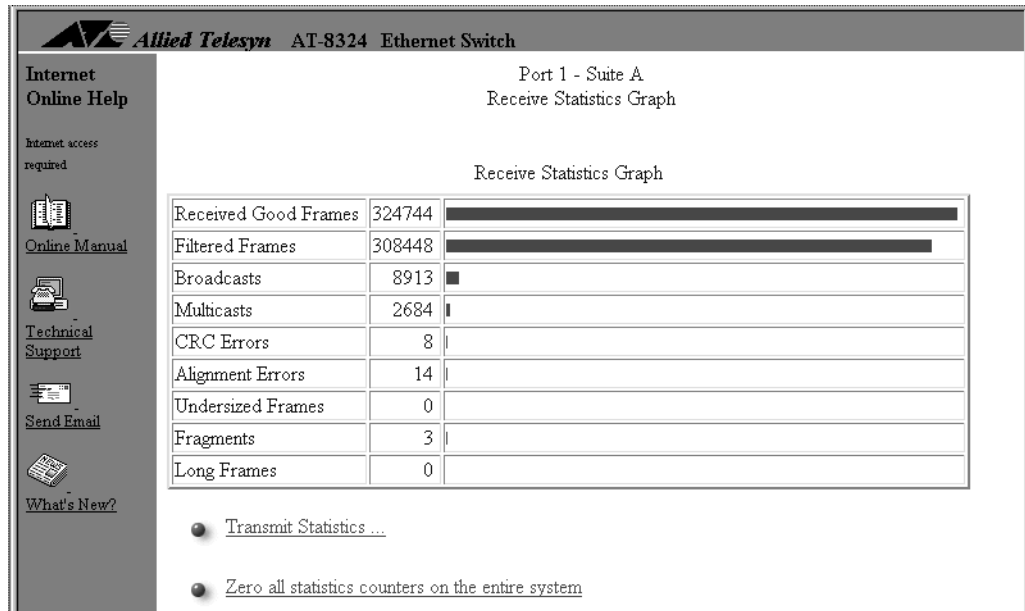 Allied Telesyn AT-8324 Ethernet Switch
Internet
Online Help
Internet access
required
Online Manual
Technical
Support
Send Email
What's New?
Port 1 - Suite A
Receive Statistics Graph
Receive Statistics Graph
Received Good Frames 324744
Filtered Frames 308448
Broadcasts 8913
Multicasts 2684
CRC Errors 8
Alignment Errors 14
Undersized Frames 0
Fragments 3
Long Frames 0
Transmit Statistics ...
Zero all statistics counters on the entire system